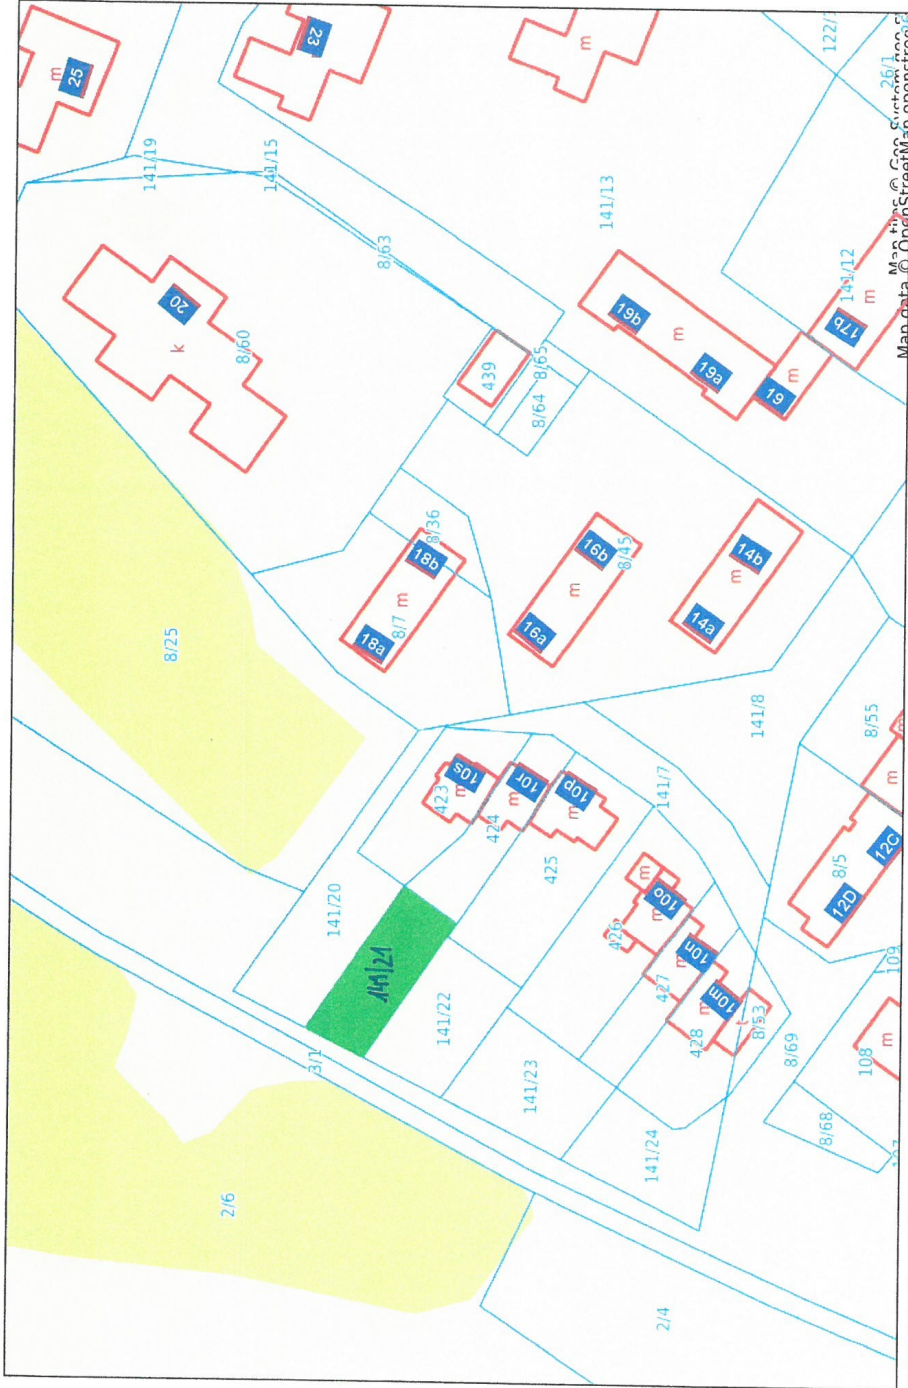 25
m
23
m
122/
26/1
141/19
141/15
141/13
8/63
141/12
m
17b
20
k
8/60
19b
m
19a
19
m
439
8/65
8/64
8/36
18b
m
8/7
18a
16b
8/45
m
16a
14b
m
14a
8/25
141/8
8/55
m
m
141/7
10s
m
423
10r
m
424
10p
m
425
141/20
141/21
141/22
3/1
m
10o
m
426
10n
m
427
10m
m
428
t
8/53
12C
8/5
12D
109
8/69
108
m
8/68
141/23
141/24
2/6
2/4
Map tiles © Geo-System
Map data © OpenStreetMap